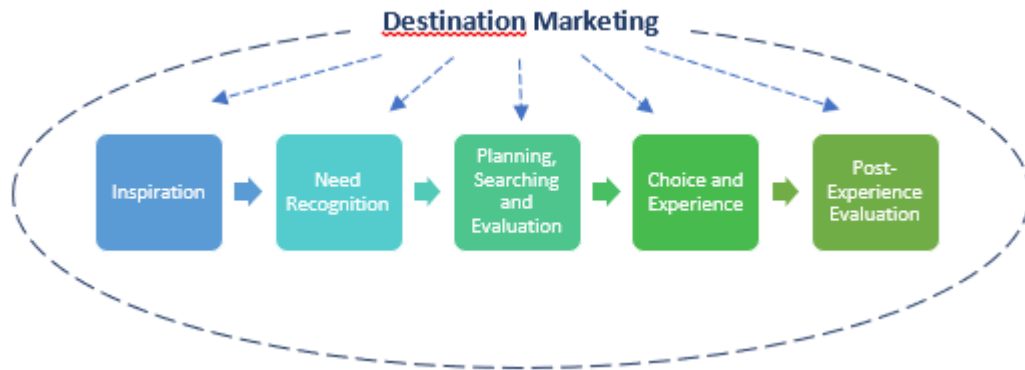 Destination Marketing
Inspiration
Need
Recognition
Planning,
Searching
and
Evaluation
Choice and
Experience
Post-
Experience
Evaluation